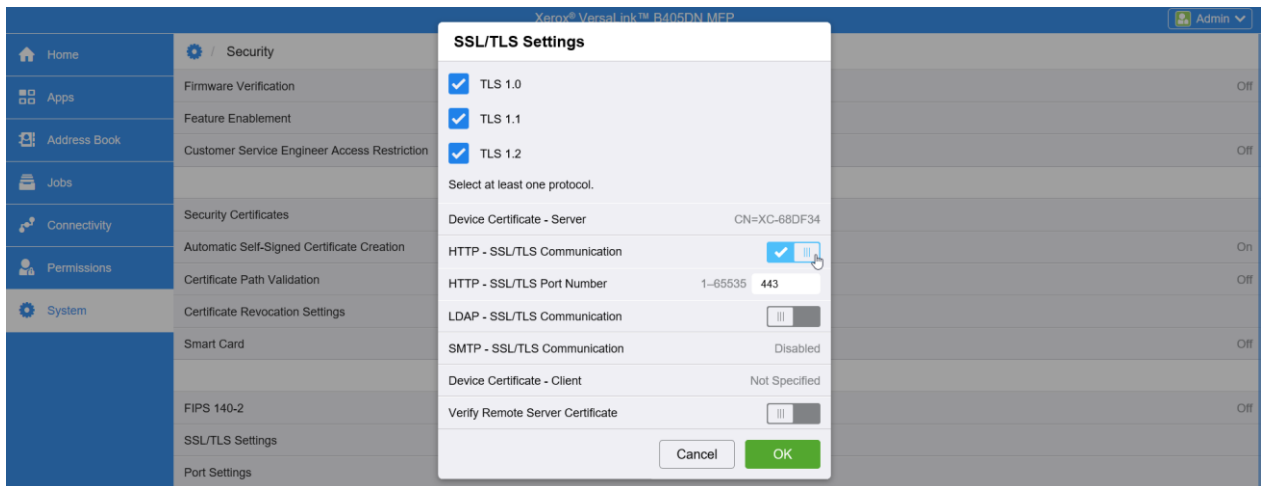 Xerox® VersaLink™ B405DN MFP
Admin
Home
Apps
Address Book
Jobs
Connectivity
Permissions
System
/ Security
Firmware Verification Off
Feature Enablement
Customer Service Engineer Access Restriction Off
Security Certificates
Automatic Self-Signed Certificate Creation On
Certificate Path Validation Off
Certificate Revocation Settings
Smart Card Off
FIPS 140-2 Off
SSL/TLS Settings
Port Settings
SSL/TLS Settings
TLS 1.0
TLS 1.1
TLS 1.2
Select at least one protocol.
Device Certificate - Server CN=XC-68DF34
HTTP - SSL/TLS Communication
HTTP - SSL/TLS Port Number 1–65535 443
LDAP - SSL/TLS Communication
SMTP - SSL/TLS Communication Disabled
Device Certificate - Client Not Specified
Verify Remote Server Certificate
Cancel OK